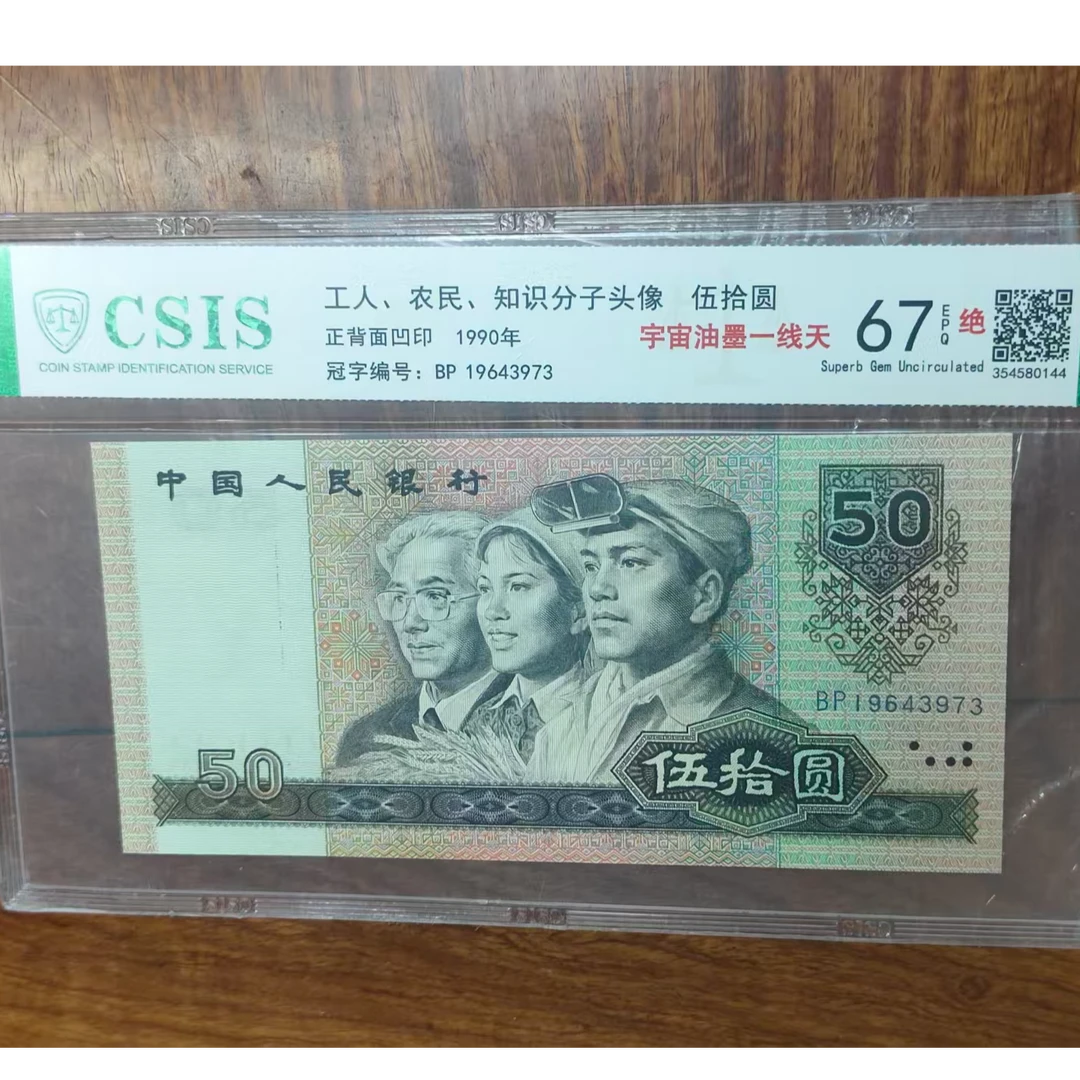 CSIS
COIN STAMP IDENTIFICATION SERVICE
工人、农民、知识分子头像 伍拾圆
正背面凹印 1990年
冠字编号：BP 19643973
宇宙油墨一线天
67
EPQ
绝
Superb Gem Uncirculated
354580144
中国人民银行
50
BP19643973
50
伍拾圆